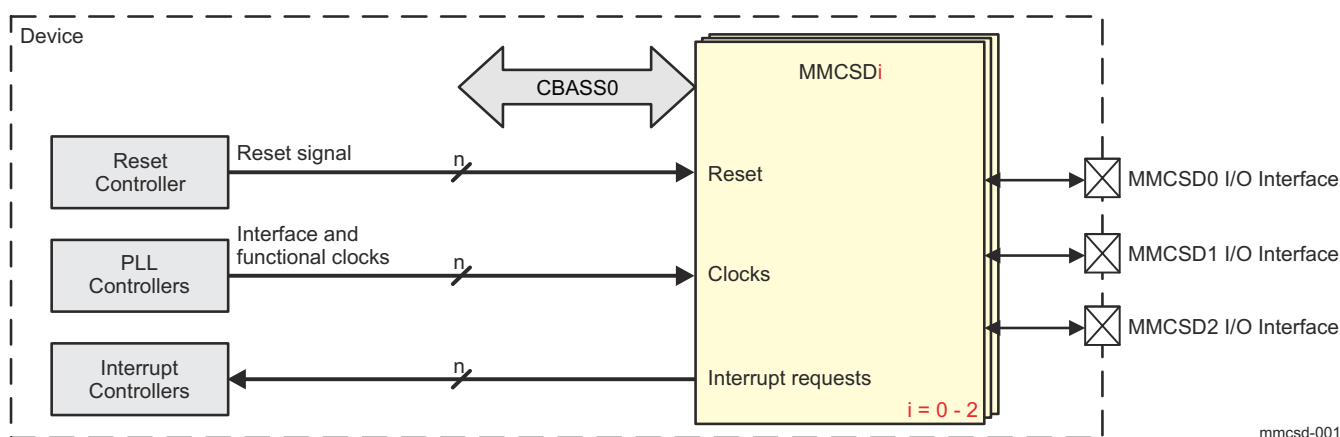 Device
MMCSDi
CBASS0
Reset
Controller
Reset signal
n
Reset
MMCSD0 I/O Interface
Interface and
functional clocks
PLL
Controllers
n
Clocks
MMCSD1 I/O Interface
MMCSD2 I/O Interface
Interrupt
Controllers
n
Interrupt requests
i = 0 - 2
mmcsd-001